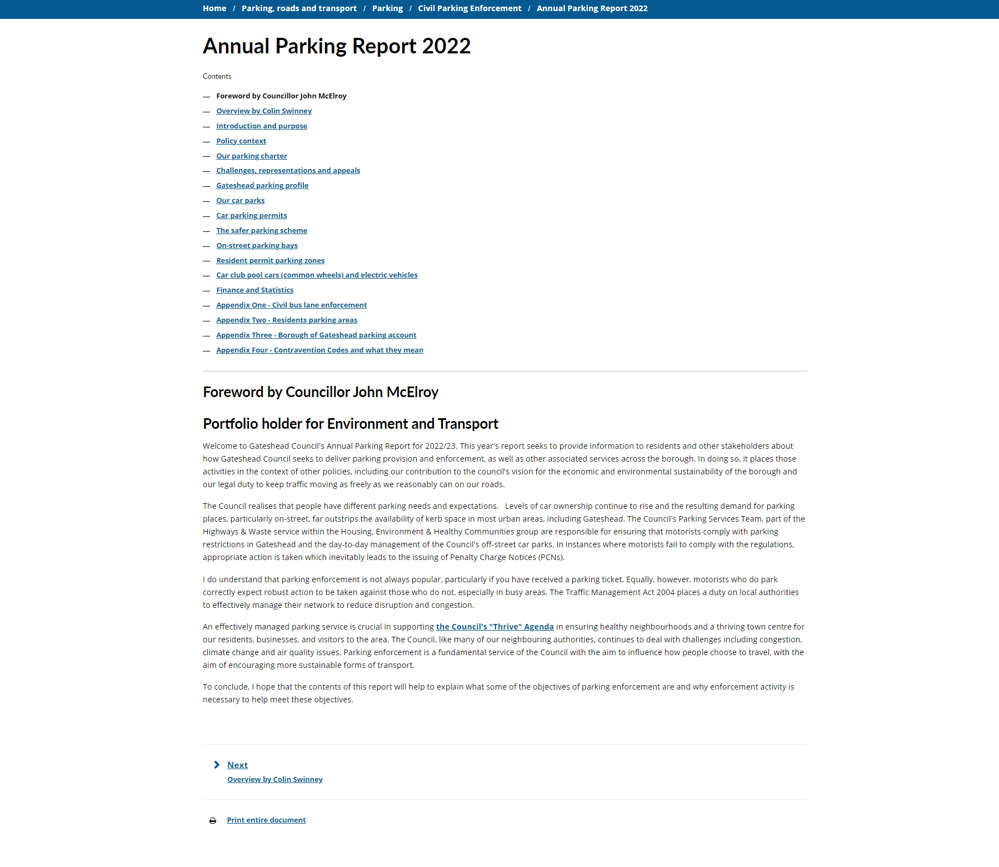 Home / Parking, roads and transport / Parking / Civil Parking Enforcement / Annual Parking Report 2022
Annual Parking Report 2022
Contents
— Foreword by Councillor John McElroy
— Overview by Colin Swinney
— Introduction and purpose
— Policy context
— Our parking charter
— Challenges, representations and appeals
— Gateshead parking profile
— Our car parks
— Car parking permits
— The safer parking scheme
— On-street parking bays
— Resident permit parking zones
— Car club pool cars (common wheels) and electric vehicles
— Finance and Statistics
— Appendix One - Civil bus lane enforcement
— Appendix Two - Residents parking areas
— Appendix Three - Borough of Gateshead parking account
— Appendix Four - Contravention Codes and what they mean
Foreword by Councillor John McElroy
Portfolio holder for Environment and Transport
Welcome to Gateshead Council's Annual Parking Report for 2022/23. This year's report seeks to provide information to residents and other stakeholders about
how Gateshead Council seeks to deliver parking provision and enforcement, as well as other associated services across the borough. In doing so, it places those
activities in the context of other policies, including our contribution to the council's vision for the economic and environmental sustainability of the borough and
our legal duty to keep traffic moving as freely as we reasonably can on our roads.
The Council realises that people have different parking needs and expectations.   Levels of car ownership continue to rise and the resulting demand for parking
places, particularly on-street, far outstrips the availability of kerb space in most urban areas, including Gateshead. The Council's Parking Services Team, part of the
Highways & Waste service within the Housing, Environment & Healthy Communities group are responsible for ensuring that motorists comply with parking
restrictions in Gateshead and the day-to-day management of the Council's off-street car parks. In instances where motorists fail to comply with the regulations,
appropriate action is taken which inevitably leads to the issuing of Penalty Charge Notices (PCNs).
I do understand that parking enforcement is not always popular, particularly if you have received a parking ticket. Equally, however, motorists who do park
correctly expect robust action to be taken against those who do not, especially in busy areas. The Traffic Management Act 2004 places a duty on local authorities
to effectively manage their network to reduce disruption and congestion.
An effectively managed parking service is crucial in supporting the Council's "Thrive" Agenda in ensuring healthy neighbourhoods and a thriving town centre for
our residents, businesses, and visitors to the area. The Council, like many of our neighbouring authorities, continues to deal with challenges including congestion,
climate change and air quality issues. Parking enforcement is a fundamental service of the Council with the aim to influence how people choose to travel, with the
aim of encouraging more sustainable forms of transport.
To conclude, I hope that the contents of this report will help to explain what some of the objectives of parking enforcement are and why enforcement activity is
necessary to help meet these objectives.
Next
Overview by Colin Swinney
Print entire document